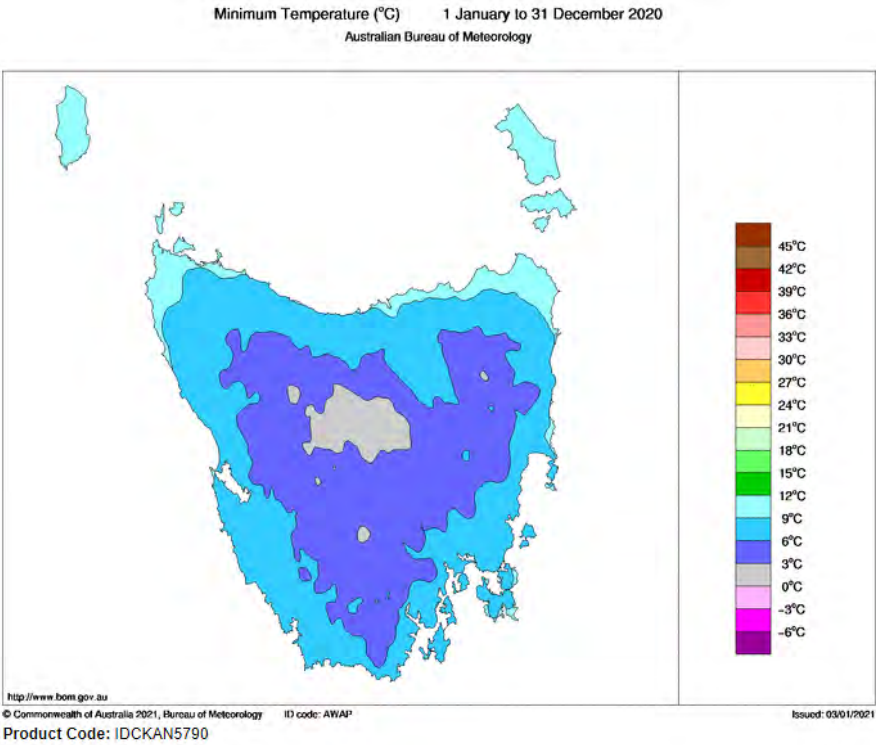 Minimum Temperature (°C) 1 January to 31 December 2020
Australian Bureau of Meteorology
45°C
42°C
39°C
36°C
33°C
30°C
27°C
24°C
21°C
18°C
15°C
12°C
9°C
6°C
3°C
0°C
-3°C
-6°C
http://www.bom.gov.au
© Commonwealth of Australia 2021, Bureau of Meteorology ID code: AWAP Issued: 03/01/2021
Product Code: IDCKAN5790